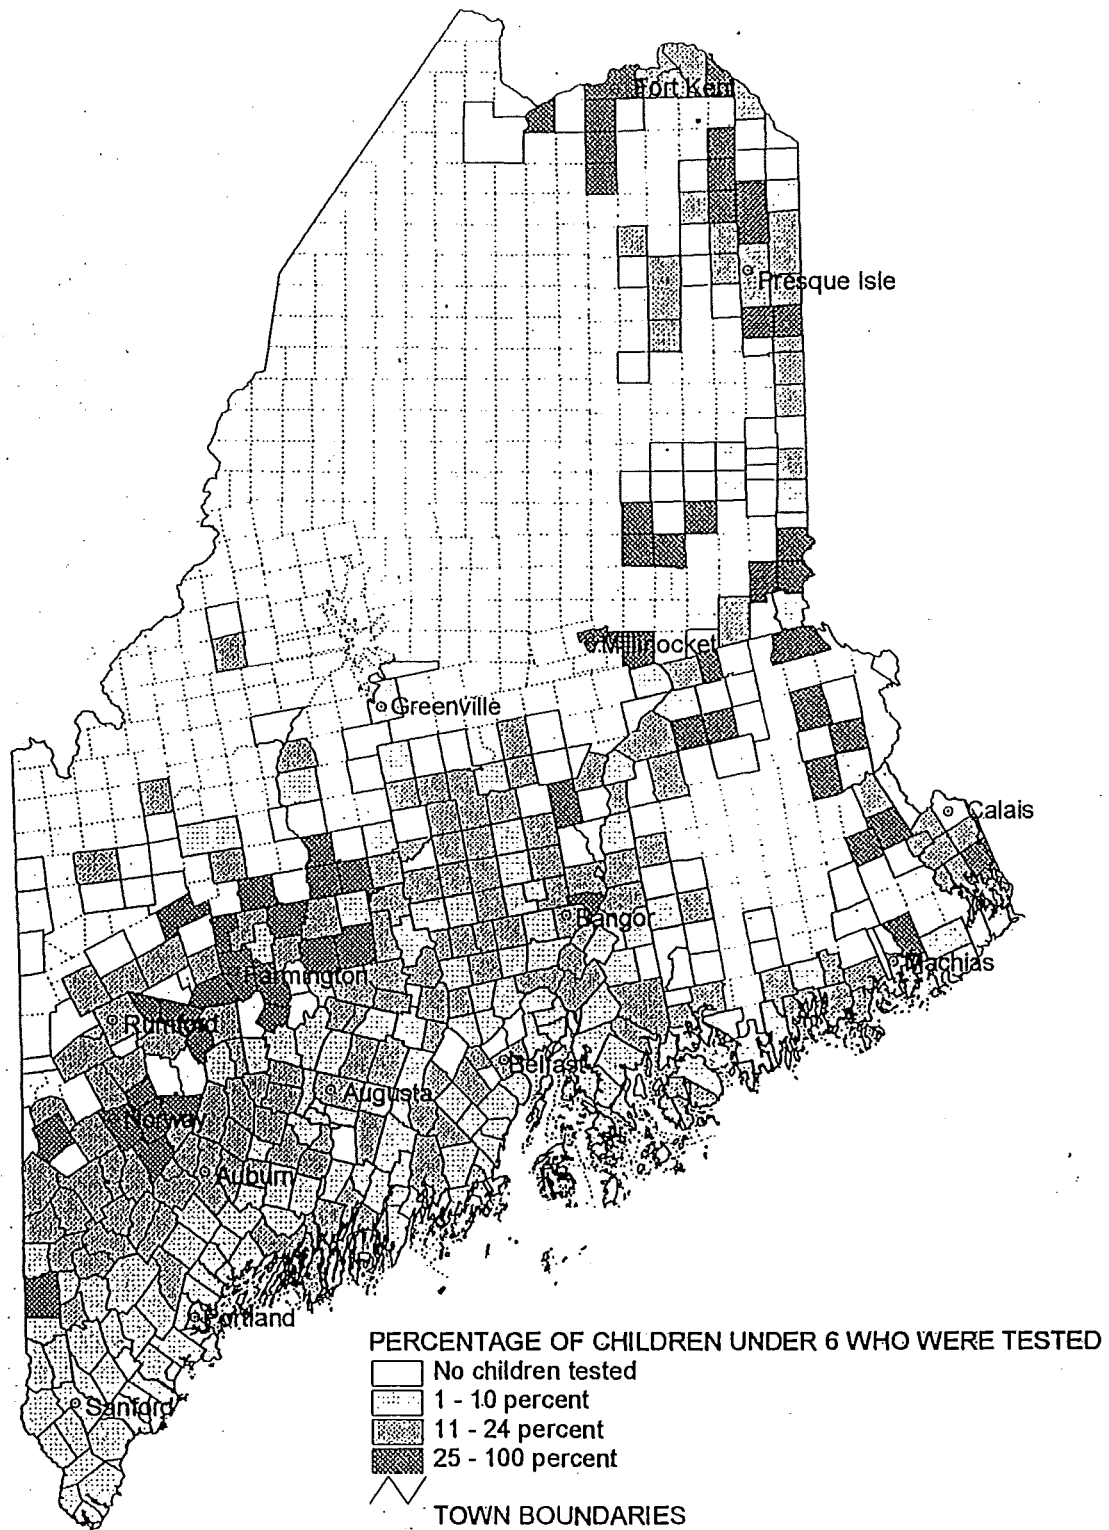 Fort Kent
Presque Isle
Millinocket
Greenville
Calais
Bangor
Machias
Farmington
Rumford
Belfast
Augusta
Norway
Auburn
Portland
Sanford
PERCENTAGE OF CHILDREN UNDER 6 WHO WERE TESTED
No children tested
1 - 10 percent
11 - 24 percent
25 - 100 percent
TOWN BOUNDARIES